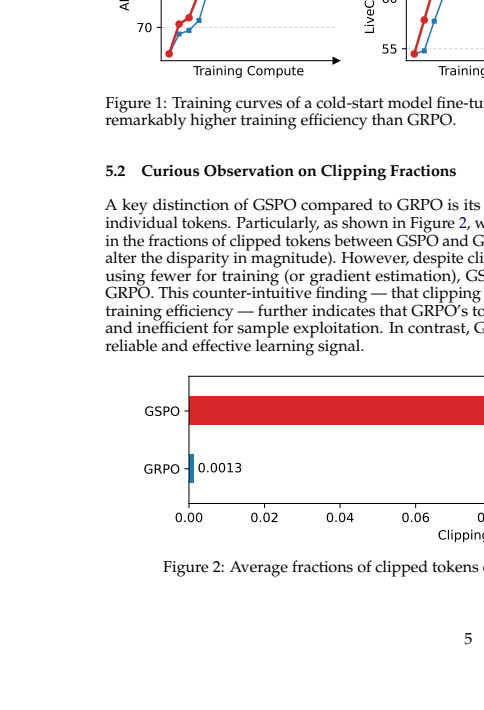 70
55
Training Compute
Training
Figure 1: Training curves of a cold-start model fine-tu
remarkably higher training efficiency than GRPO.
5.2 Curious Observation on Clipping Fractions
A key distinction of GSPO compared to GRPO is its
individual tokens. Particularly, as shown in Figure 2, w
in the fractions of clipped tokens between GSPO and G
alter the disparity in magnitude). However, despite cli
using fewer for training (or gradient estimation), GS
GRPO. This counter-intuitive finding — that clipping
training efficiency — further indicates that GRPO's to
and inefficient for sample exploitation. In contrast, G
reliable and effective learning signal.
GSPO
GRPO 0.0013
0.00 0.02 0.04 0.06
Clipping
Figure 2: Average fractions of clipped tokens
5